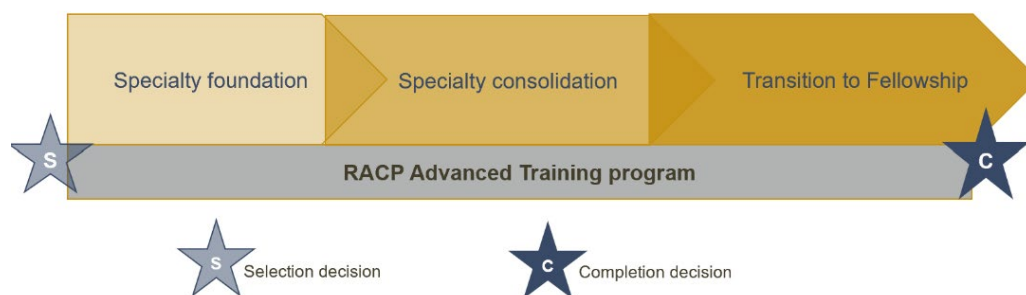 Specialty foundation
Specialty consolidation
Transition to Fellowship
S
RACP Advanced Training program
C
S
Selection decision
C
Completion decision